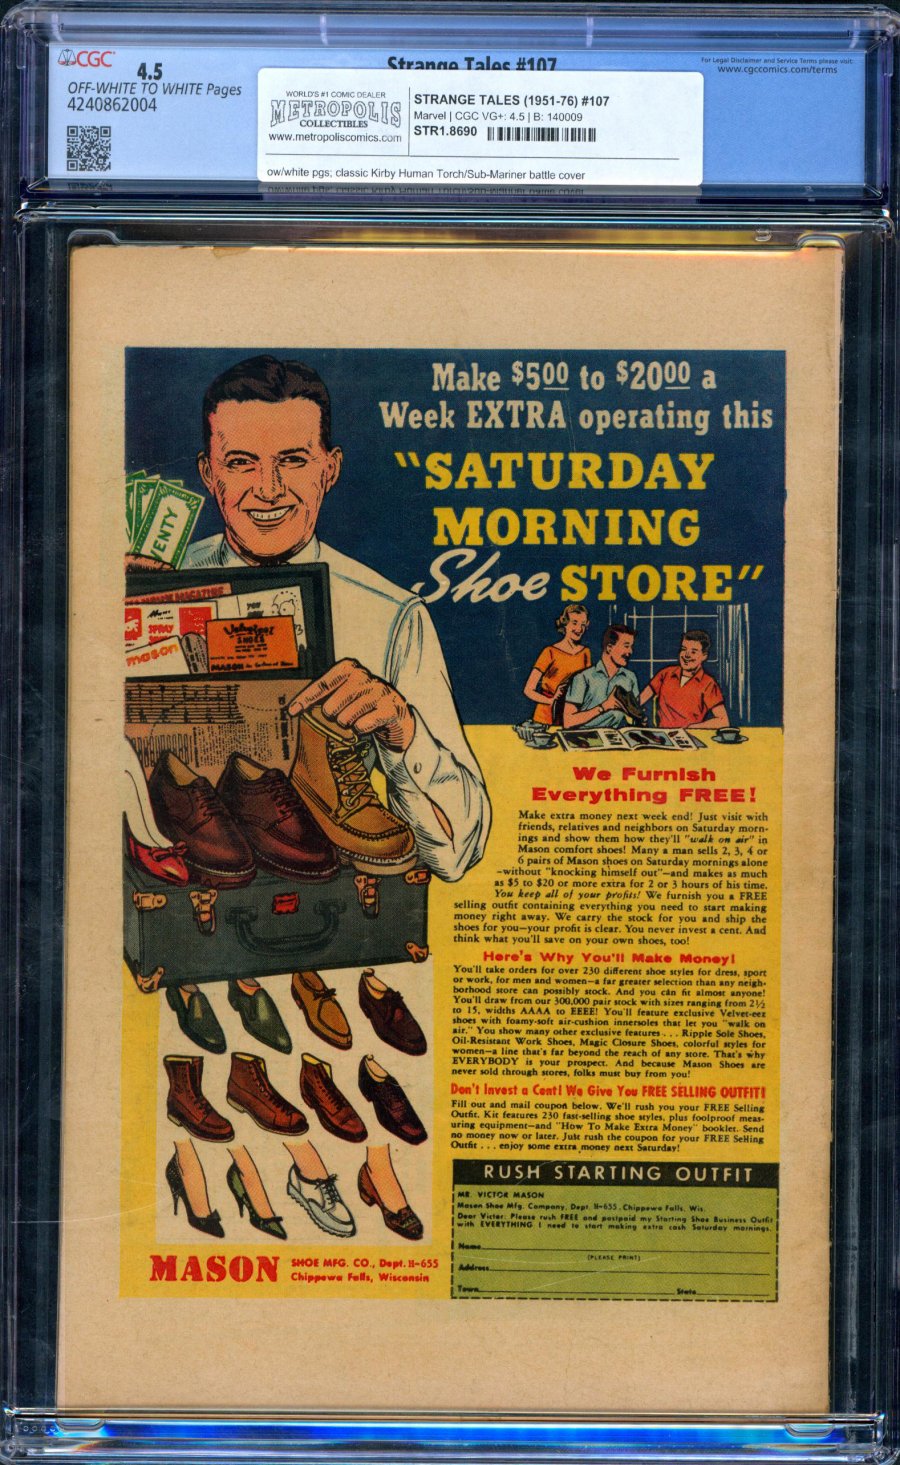 CGC
4.5
OFF-WHITE TO WHITE Pages
4240862004
Strange Tales #107
For Legal Disclaimer and Service Terms please visit:
www.cgccomics.com/terms
WORLD'S #1 COMIC DEALER
METROPOLIS
COLLECTIBLES
www.metropoliscomics.com
STRANGE TALES (1951-76) #107
Marvel | CGC VG+: 4.5 | B: 140009
STR1.8690
ow/white pgs; classic Kirby Human Torch/Sub-Mariner battle cover
Make $5.00 to $20.00 a
Week EXTRA operating this
"SATURDAY
MORNING
Shoe STORE"
ENTY
SPRAY
mason
Velvet-eez
SHOES
MASON
We Furnish
Everything FREE!
Make extra money next week end! Just visit with
friends, relatives and neighbors on Saturday morn-
ings and show them how they'll "walk on air" in
Mason comfort shoes! Many a man sells 2, 3, 4 or
6 pairs of Mason shoes on Saturday mornings alone
—without "knocking himself out"—and makes as much
as $5 to $20 or more extra for 2 or 3 hours of his time.
You keep all of your profits! We furnish you a FREE
selling outfit containing everything you need to start making
money right away. We carry the stock for you and ship the
shoes for you—your profit is clear. You never invest a cent. And
think what you'll save on your own shoes, too!
Here's Why You'll Make Money!
You'll take orders for over 230 different shoe styles for dress, sport
or work, for men and women—a far greater selection than any neigh-
borhood store can possibly stock. And you can fit almost anyone!
You'll draw from our 300,000 pair stock with sizes ranging from 2½
to 15, widths AAAA to EEEE! You'll feature exclusive Velvet-eez
shoes with foamy-soft air-cushion innersoles that let you "walk on
air." You show many other exclusive features . . . Ripple Sole Shoes,
Oil-Resistant Work Shoes, Magic Closure Shoes, colorful styles for
women—a line that's far beyond the reach of any store. That's why
EVERYBODY is your prospect. And because Mason Shoes are
never sold through stores, folks must buy from you!
Don't Invest a Cent! We Give You FREE SELLING OUTFIT!
Fill out and mail coupon below. We'll rush you your FREE Selling
Outfit. Kit features 230 fast-selling shoe styles, plus foolproof meas-
uring equipment—and "How To Make Extra Money" booklet. Send
no money now or later. Just rush the coupon for your FREE Selling
Outfit . . . enjoy some extra money next Saturday!
RUSH STARTING OUTFIT
MR. VICTOR MASON
Mason Shoe Mfg. Company, Dept. H-655, Chippewa Falls, Wis.
Dear Victor: Please rush FREE and postpaid my Starting Shoe Business Outfit
with EVERYTHING I need to start making extra cash Saturday mornings.
Name
(PLEASE PRINT)
Address
Town State
MASON SHOE MFG. CO., Dept. H-655
Chippewa Falls, Wisconsin